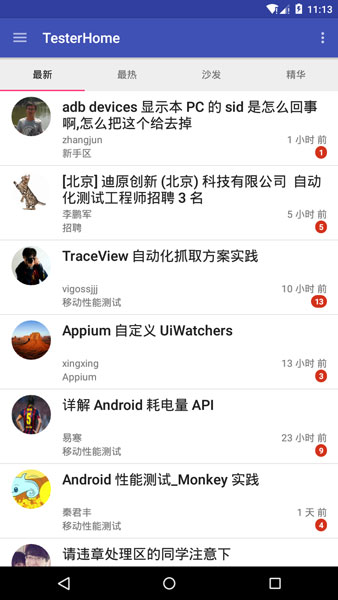 11:13
TesterHome
最新 最热 沙发 精华
adb devices 显示本 PC 的 sid 是怎么回事
啊,怎么把这个给去掉
zhangjun 1 小时 前
新手区 1
[北京] 迪原创新 (北京) 科技有限公司 自动
化测试工程师招聘 3 名
李鹏军 5 小时 前
招聘 5
TraceView 自动化抓取方案实践
vigossjjj 10 小时 前
移动性能测试 13
Appium 自定义 UiWatchers
xingxing 13 小时 前
Appium 3
详解 Android 耗电量 API
易寒 23 小时 前
移动性能测试 9
Android 性能测试_Monkey 实践
秦君丰 1 天 前
移动性能测试 4
请违章处理区的同学注意下